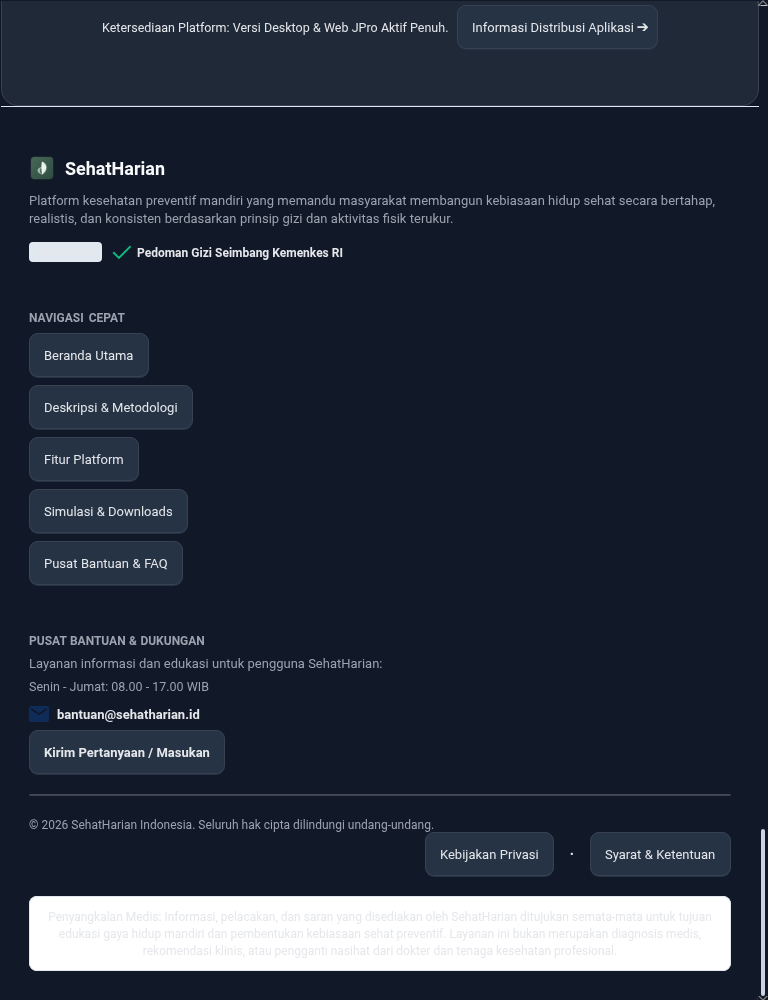 Ketersediaan Platform: Versi Desktop & Web JPro Aktif Penuh.
Informasi Distribusi Aplikasi ➔
SehatHarian
Platform kesehatan preventif mandiri yang memandu masyarakat membangun kebiasaan hidup sehat secara bertahap,
realistis, dan konsisten berdasarkan prinsip gizi dan aktivitas fisik terukur.
Pedoman Gizi Seimbang Kemenkes RI
NAVIGASI CEPAT
Beranda Utama
Deskripsi & Metodologi
Fitur Platform
Simulasi & Downloads
Pusat Bantuan & FAQ
PUSAT BANTUAN & DUKUNGAN
Layanan informasi dan edukasi untuk pengguna SehatHarian:
Senin - Jumat: 08.00 - 17.00 WIB
bantuan@sehatharian.id
Kirim Pertanyaan / Masukan
© 2026 SehatHarian Indonesia. Seluruh hak cipta dilindungi undang-undang.
Kebijakan Privasi · Syarat & Ketentuan
Penyangkalan Medis: Informasi, pelacakan, dan saran yang disediakan oleh SehatHarian ditujukan semata-mata untuk tujuan
edukasi gaya hidup mandiri dan pembentukan kebiasaan sehat preventif. Layanan ini bukan merupakan diagnosis medis,
rekomendasi klinis, atau pengganti nasihat dari dokter dan tenaga kesehatan profesional.